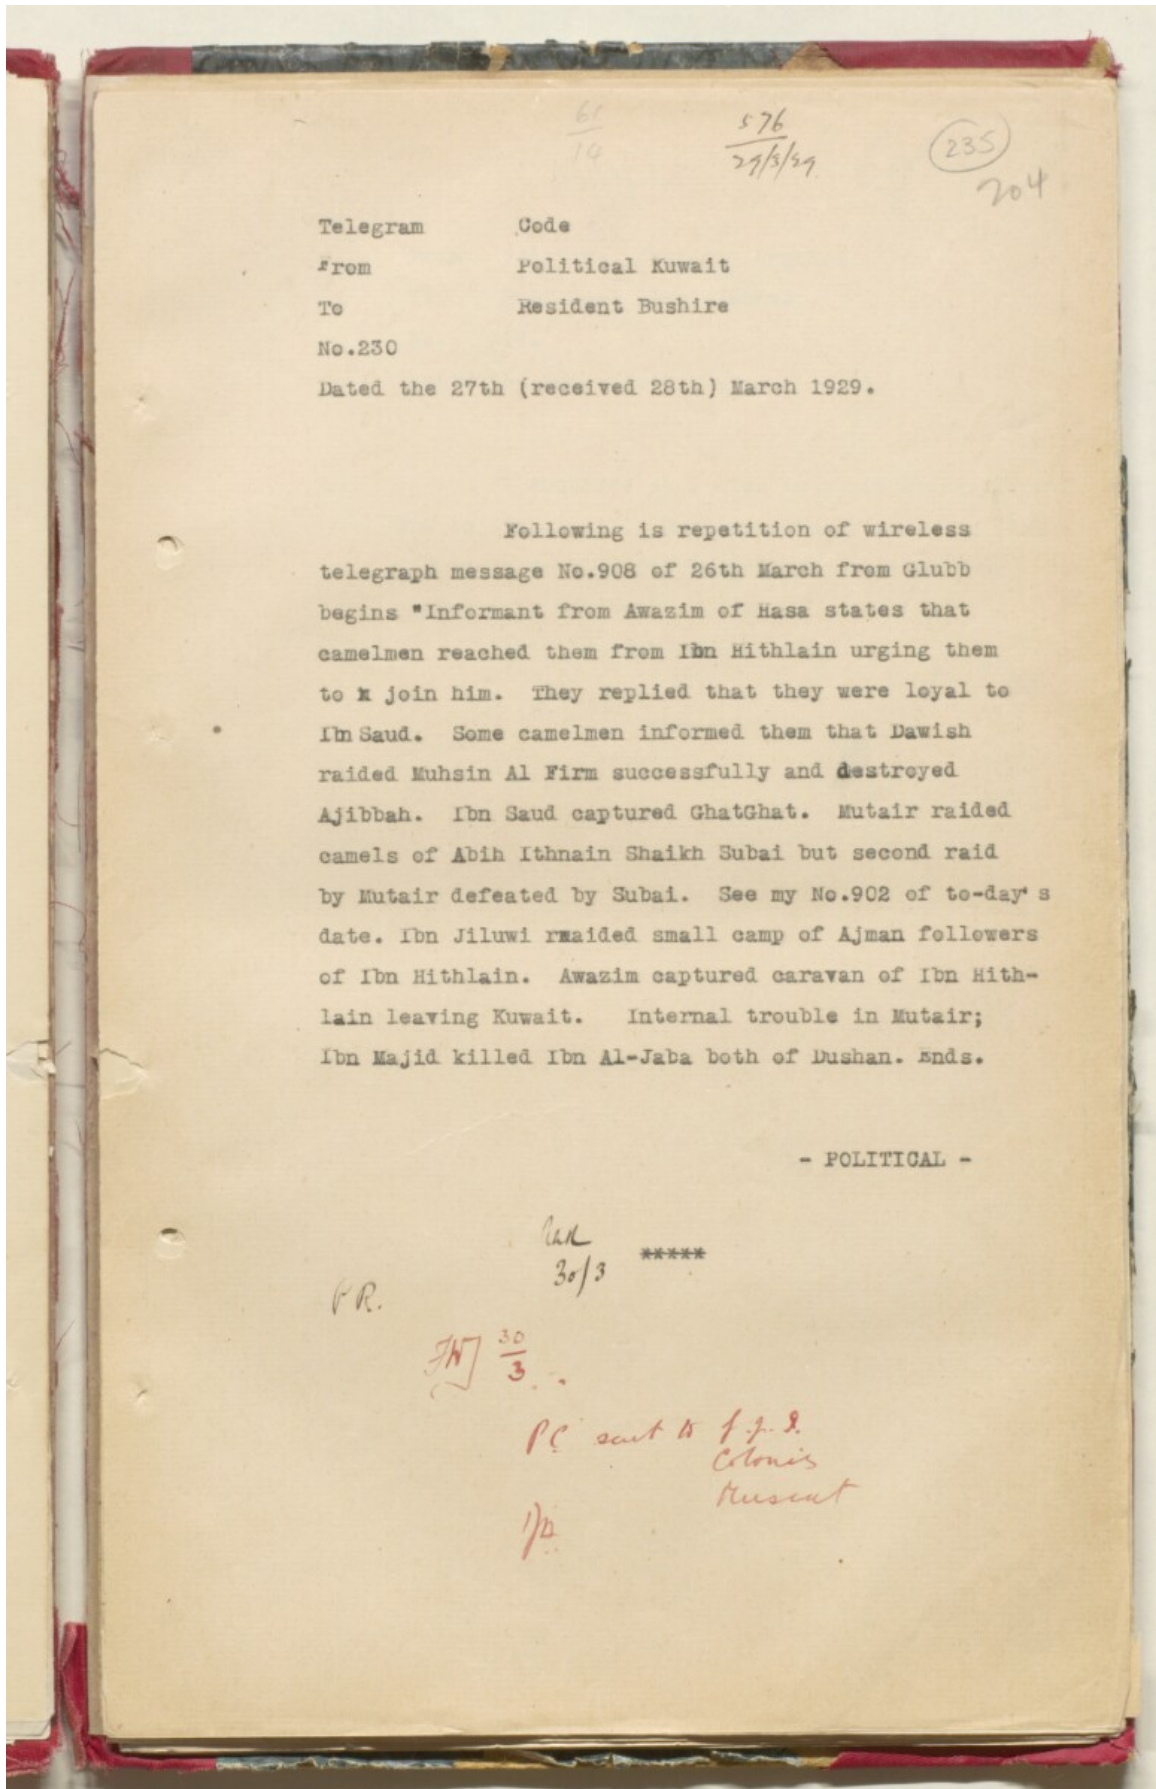 61
14
576
29/3/29
235
204
Telegram Code
From Political Kuwait
To Resident Bushire
No.230
Dated the 27th (received 28th) March 1929.
Following is repetition of wireless
telegraph message No.908 of 26th March from Glubb
begins "Informant from Awazim of Hasa states that
camelmen reached them from Ibn Hithlain urging them
to x join him. They replied that they were loyal to
Ibn Saud. Some camelmen informed them that Dawish
raided Muhsin Al Firm successfully and destroyed
Ajibbah. Ibn Saud captured GhatGhat. Mutair raided
camels of Abih Ithnain Shaikh Subai but second raid
by Mutair defeated by Subai. See my No.902 of to-day's
date. Ibn Jiluwi rmaided small camp of Ajman followers
of Ibn Hithlain. Awazim captured caravan of Ibn Hith-
lain leaving Kuwait. Internal trouble in Mutair;
Ibn Majid killed Ibn Al-Jaba both of Dushan. Ends.
- POLITICAL -
30/3
xxxxx
P R.
30
3
PC sent to f.g.I.
Colonies
Muscat